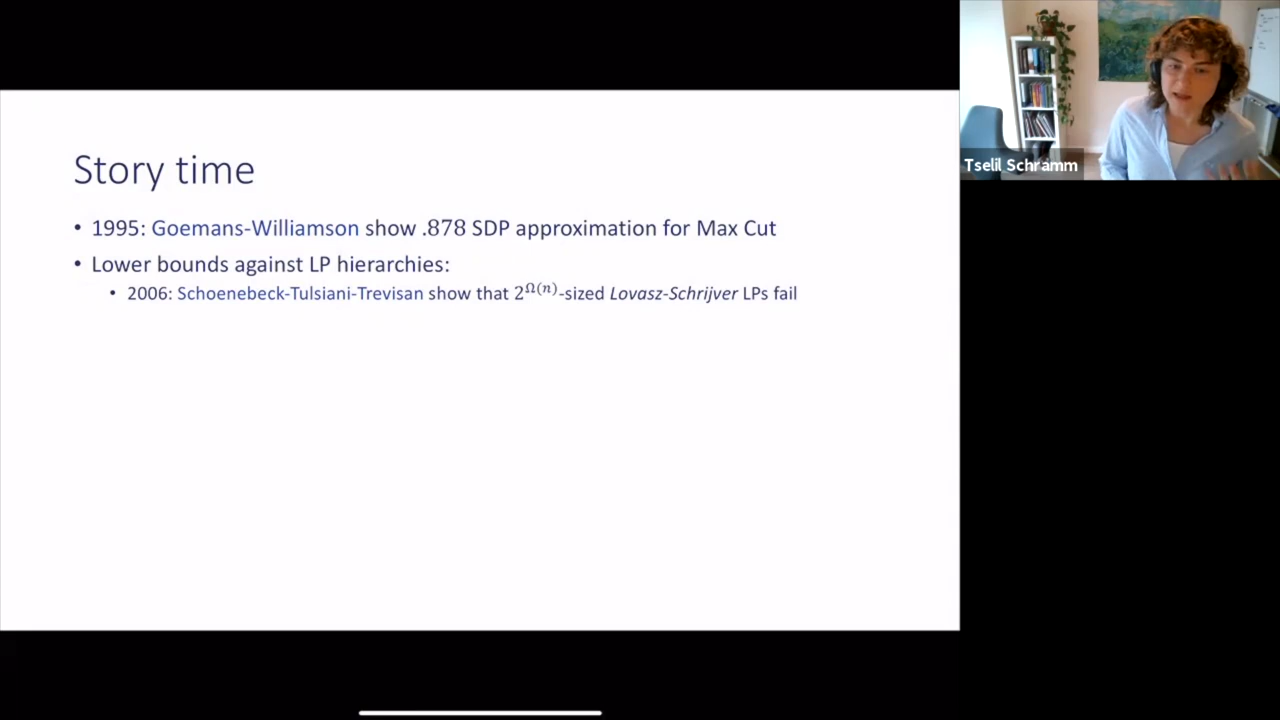 Story time
• 1995: Goemans-Williamson show .878 SDP approximation for Max Cut
• Lower bounds against LP hierarchies:
• 2006: Schoenebeck-Tulsiani-Trevisan show that 2^Ω(n)-sized Lovasz-Schrijver LPs fail
Tselil Schramm